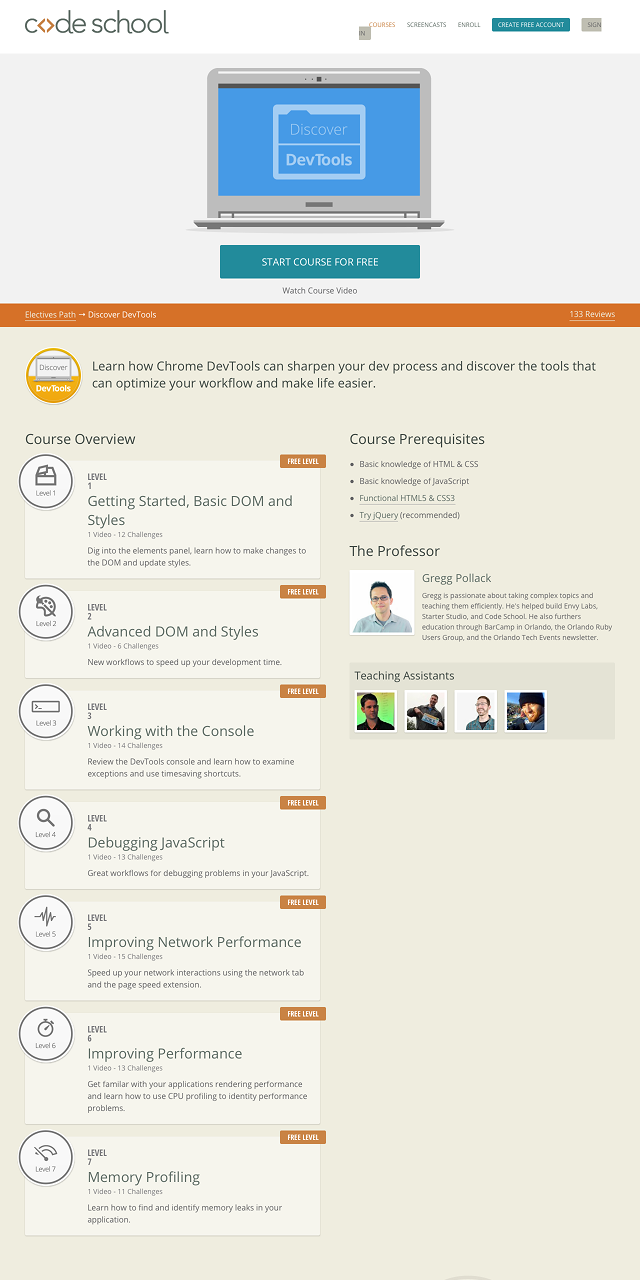 code school
COURSES
SCREENCASTS
ENROLL
CREATE FREE ACCOUNT
SIGN
IN
Discover
DevTools
START COURSE FOR FREE
Watch Course Video
Electives Path → Discover DevTools
133 Reviews
Discover
DevTools
Learn how Chrome DevTools can sharpen your dev process and discover the tools that
can optimize your workflow and make life easier.
Course Overview
FREE LEVEL
Level 1
LEVEL
1
Getting Started, Basic DOM and
Styles
1 Video - 12 Challenges
Dig into the elements panel, learn how to make changes to
the DOM and update styles.
FREE LEVEL
Level 2
LEVEL
2
Advanced DOM and Styles
1 Video - 6 Challenges
New workflows to speed up your development time.
FREE LEVEL
Level 3
LEVEL
3
Working with the Console
1 Video - 14 Challenges
Review the DevTools console and learn how to examine
exceptions and use timesaving shortcuts.
FREE LEVEL
Level 4
LEVEL
4
Debugging JavaScript
1 Video - 13 Challenges
Great workflows for debugging problems in your JavaScript.
FREE LEVEL
Level 5
LEVEL
5
Improving Network Performance
1 Video - 15 Challenges
Speed up your network interactions using the network tab
and the page speed extension.
FREE LEVEL
Level 6
LEVEL
6
Improving Performance
1 Video - 13 Challenges
Get familar with your applications rendering performance
and learn how to use CPU profiling to identity performance
problems.
FREE LEVEL
Level 7
LEVEL
7
Memory Profiling
1 Video - 11 Challenges
Learn how to find and identify memory leaks in your
application.
Course Prerequisites
• Basic knowledge of HTML & CSS
• Basic knowledge of JavaScript
• Functional HTML5 & CSS3
• Try jQuery (recommended)
The Professor
Gregg Pollack
Gregg is passionate about taking complex topics and
teaching them efficiently. He's helped build Envy Labs,
Starter Studio, and Code School. He also furthers
education through BarCamp in Orlando, the Orlando Ruby
Users Group, and the Orlando Tech Events newsletter.
Teaching Assistants